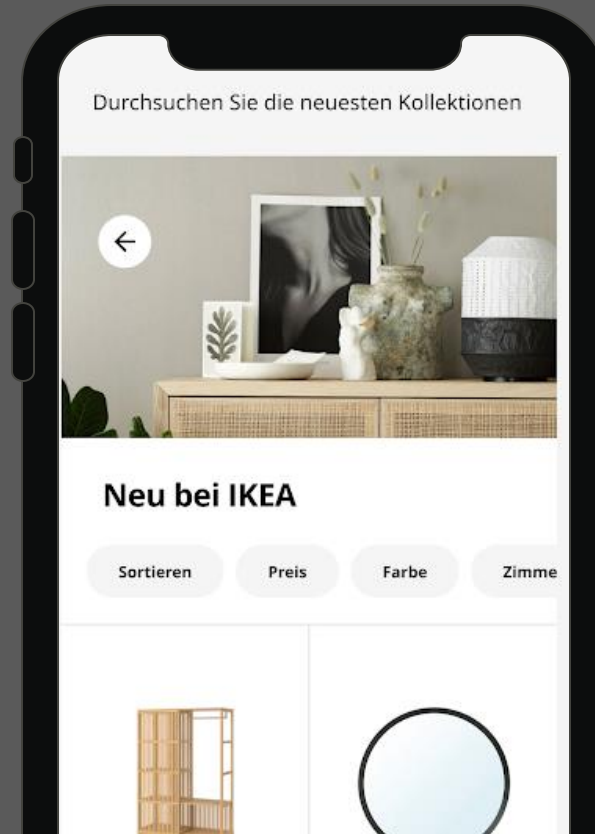 Durchsuchen Sie die neuesten Kollektionen
Neu bei IKEA
Sortieren
Preis
Farbe
Zimme